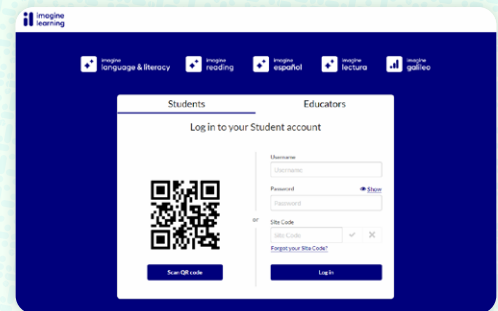 imagine
learning
imagine
language & literacy
imagine
reading
imagine
español
imagine
lectura
imagine
galileo
Students
Educators
Log in to your Student account
Username
Username
Password
Show
Password
or
Site Code
Site Code
Forgot your Site Code?
Scan QR code
Log in